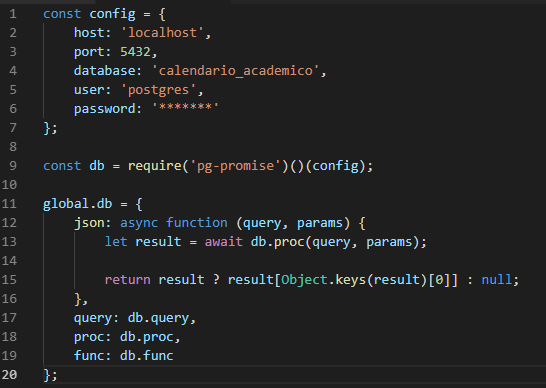 1 const config = {
2     host: 'localhost',
3     port: 5432,
4     database: 'calendario_academico',
5     user: 'postgres',
6     password: '*******'
7 };
8
9 const db = require('pg-promise')()(config);
10
11 global.db = {
12     json: async function (query, params) {
13         let result = await db.proc(query, params);
14
15         return result ? result[Object.keys(result)[0]] : null;
16     },
17     query: db.query,
18     proc: db.proc,
19     func: db.func
20 };